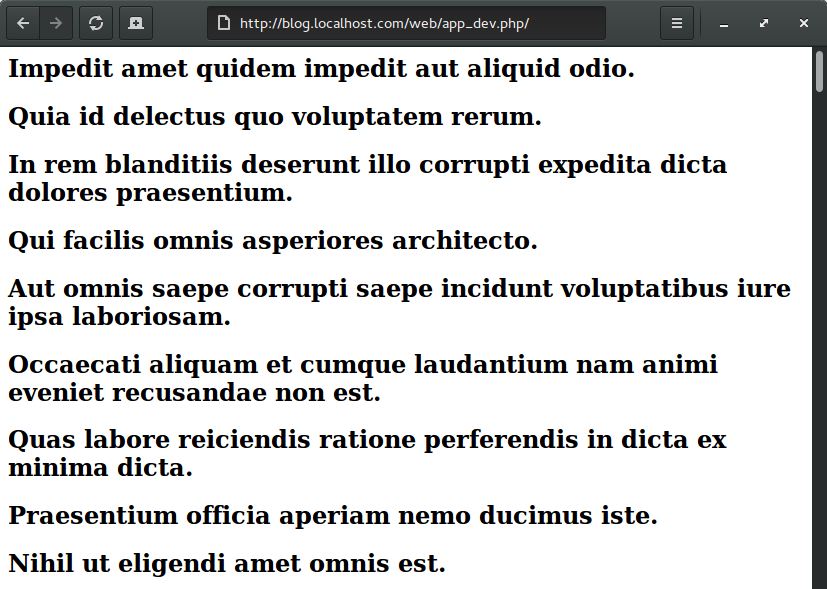 http://blog.localhost.com/web/app_dev.php/
Impedit amet quidem impedit aut aliquid odio.
Quia id delectus quo voluptatem rerum.
In rem blanditiis deserunt illo corrupti expedita dicta
dolores praesentium.
Qui facilis omnis asperiores architecto.
Aut omnis saepe corrupti saepe incidunt voluptatibus iure
ipsa laboriosam.
Occaecati aliquam et cumque laudantium nam animi
eveniet recusandae non est.
Quas labore reiciendis ratione perferendis in dicta ex
minima dicta.
Praesentium officia aperiam nemo ducimus iste.
Nihil ut eligendi amet omnis est.